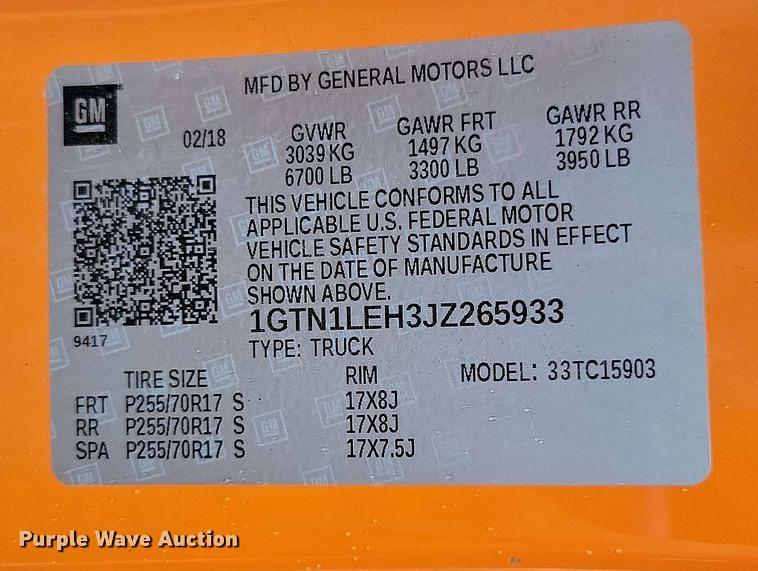 MFD BY GENERAL MOTORS LLC
GM
02/18 GVWR GAWR FRT GAWR RR
3039 KG 1497 KG 1792 KG
6700 LB 3300 LB 3950 LB
THIS VEHICLE CONFORMS TO ALL
APPLICABLE U.S. FEDERAL MOTOR
VEHICLE SAFETY STANDARDS IN EFFECT
ON THE DATE OF MANUFACTURE
SHOWN ABOVE.
1GTN1LEH3JZ265933
9417
TYPE: TRUCK
TIRE SIZE RIM MODEL: 33TC15903
FRT P255/70R17 S 17X8J
RR P255/70R17 S 17X8J
SPA P255/70R17 S 17X7.5J
Purple Wave Auction